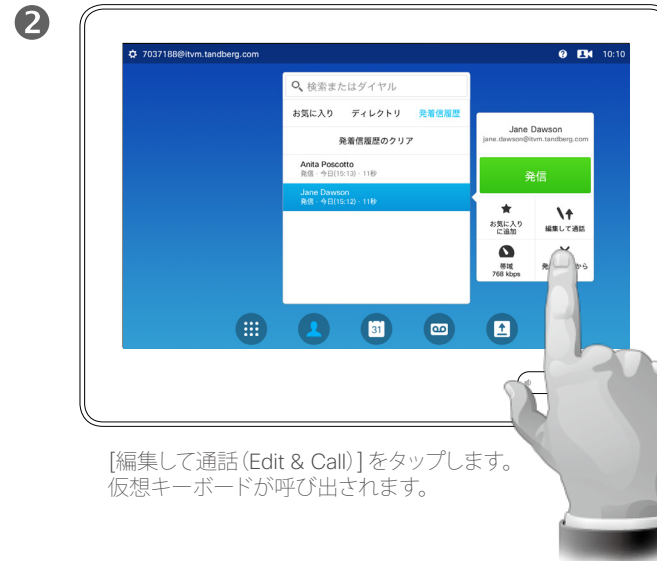 2
7037188@itvm.tandberg.com
10:10
検索またはダイヤル
お気に入り ディレクトリ 発着信履歴
発着信履歴のクリア
Anita Poscotto
発信 - 今日(15:13) - 11秒
Jane Dawson
発信 - 今日(15:12) - 11秒
Jane Dawson
jane.dawson@itvm.tandberg.com
発信
お気に入り
に追加
編集して通話
帯域
768 kbps
31
[編集して通話(Edit & Call)] をタップします。
仮想キーボードが呼び出されます。